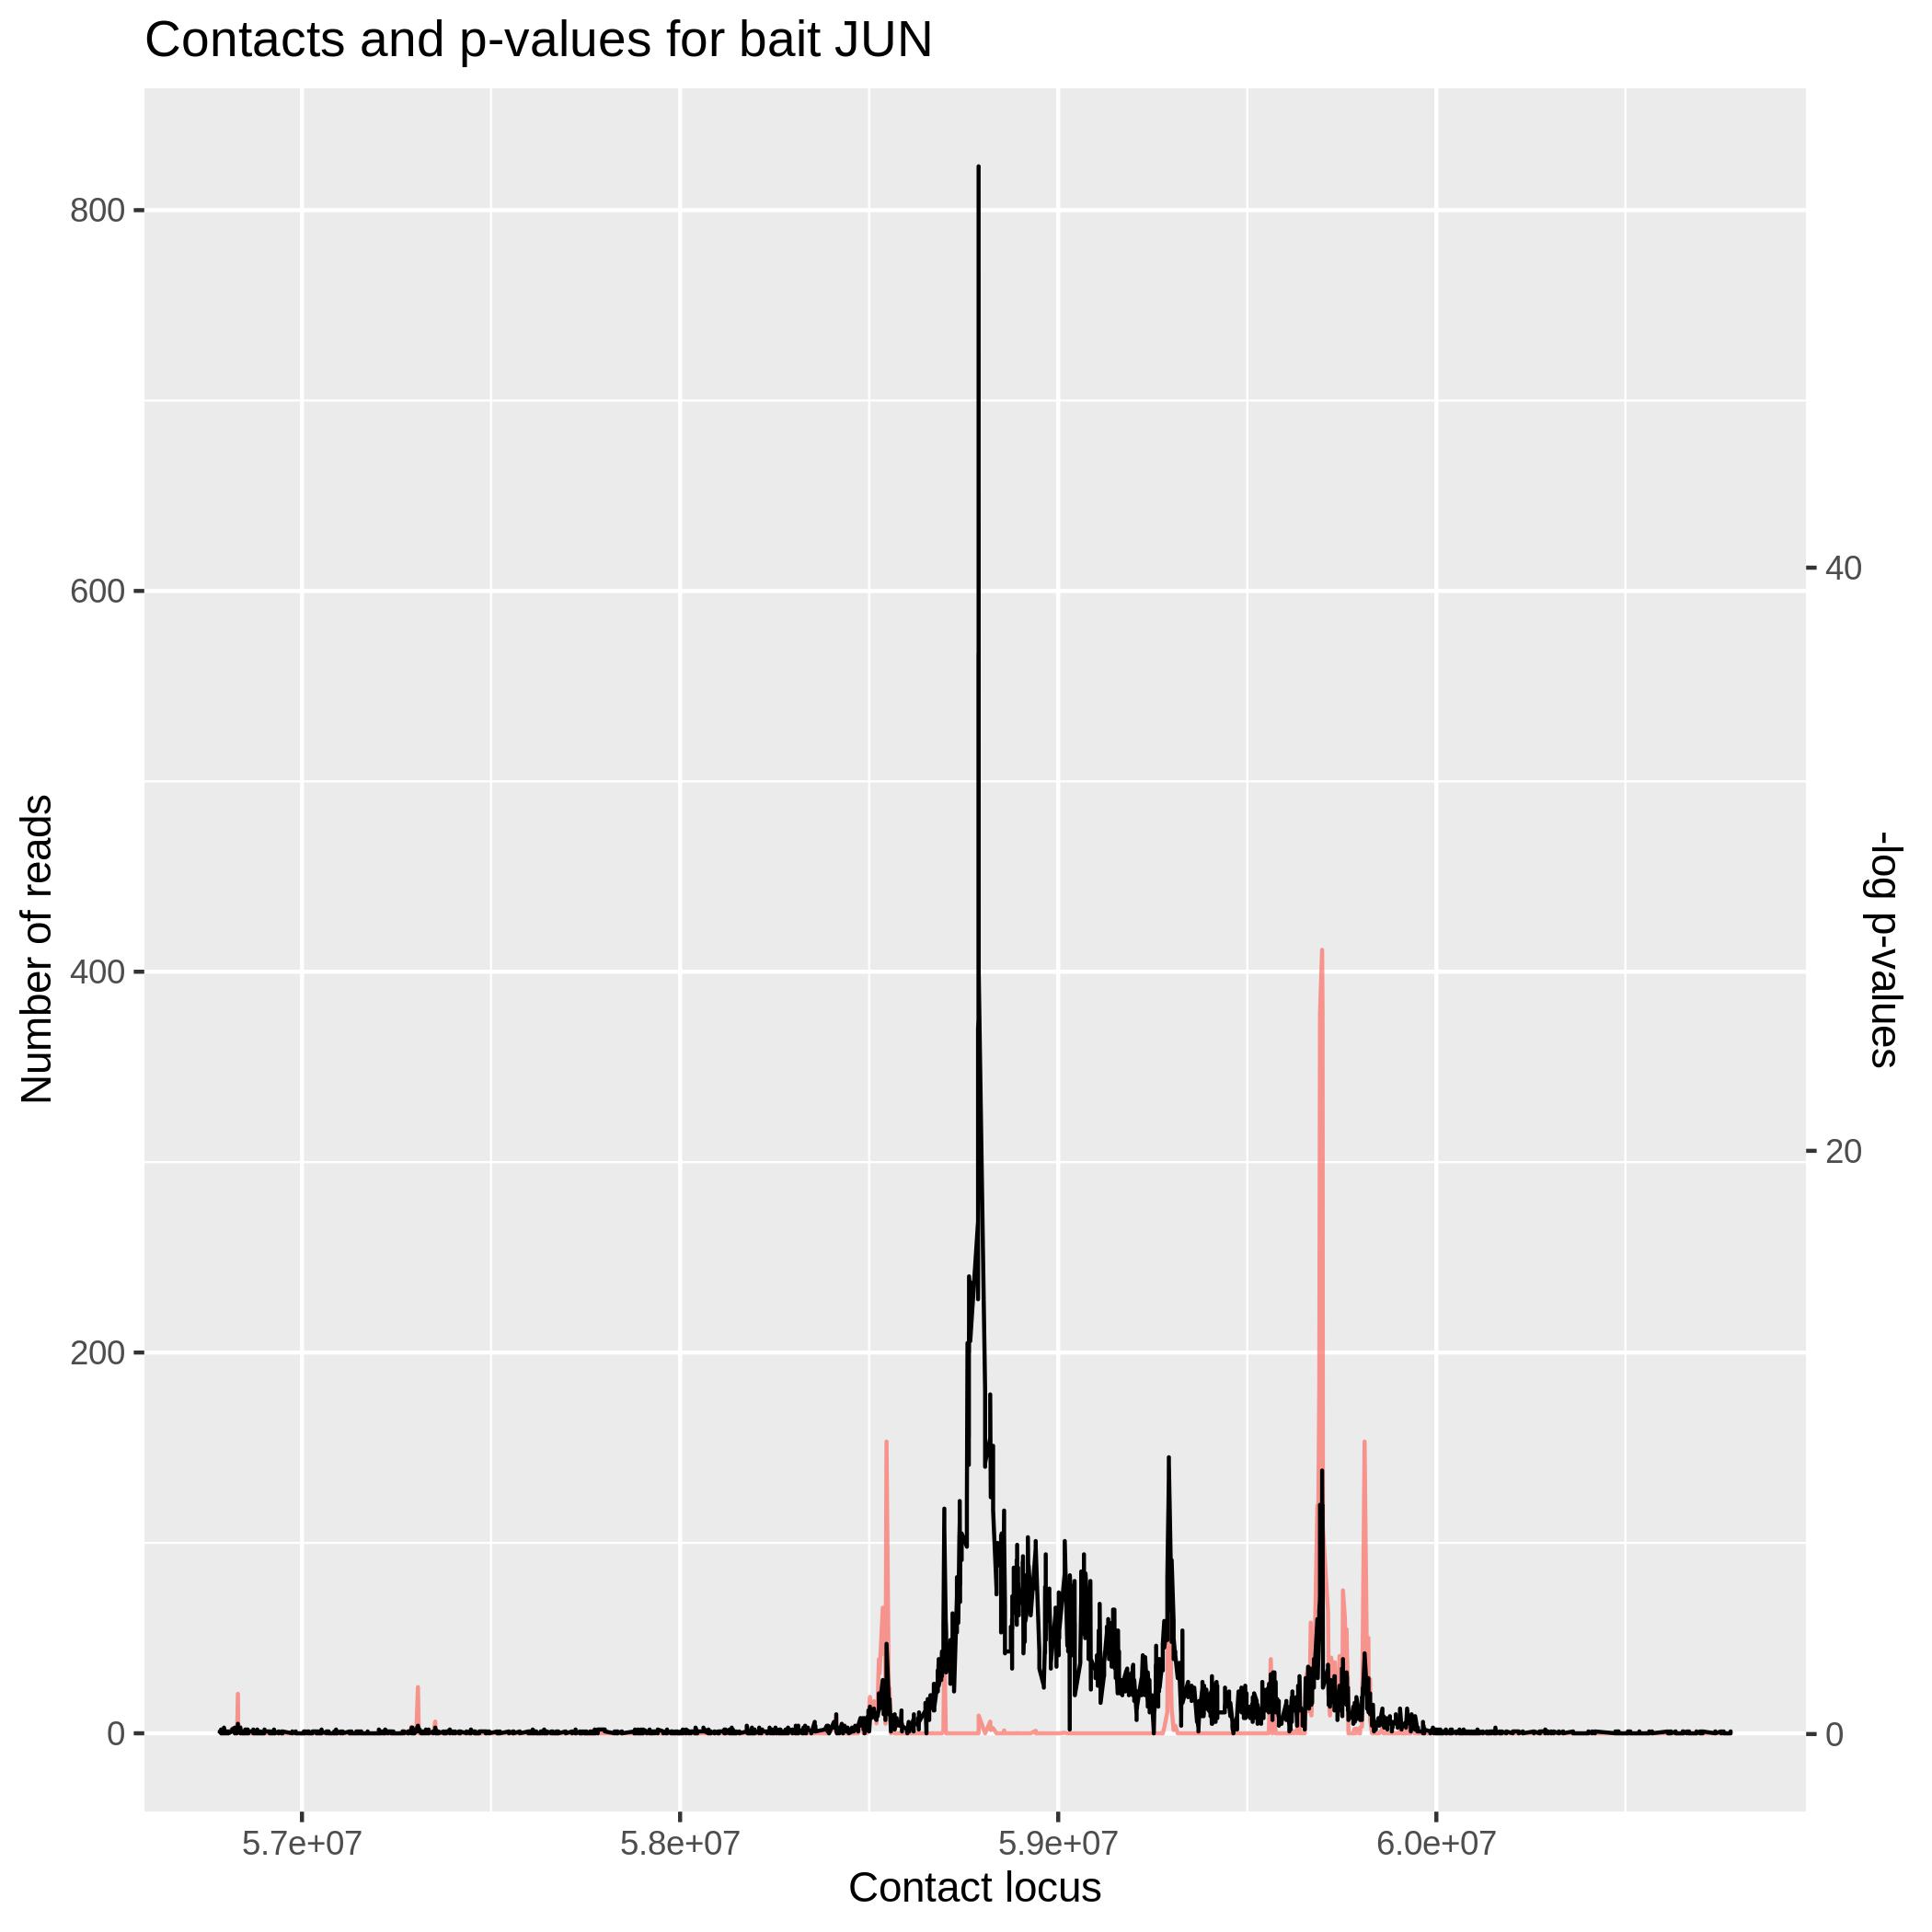 Contacts and p-values for bait JUN
800
600
400
200
0
Number of reads
40
20
0
-log p-values
5.7e+07
5.8e+07
5.9e+07
6.0e+07
Contact locus